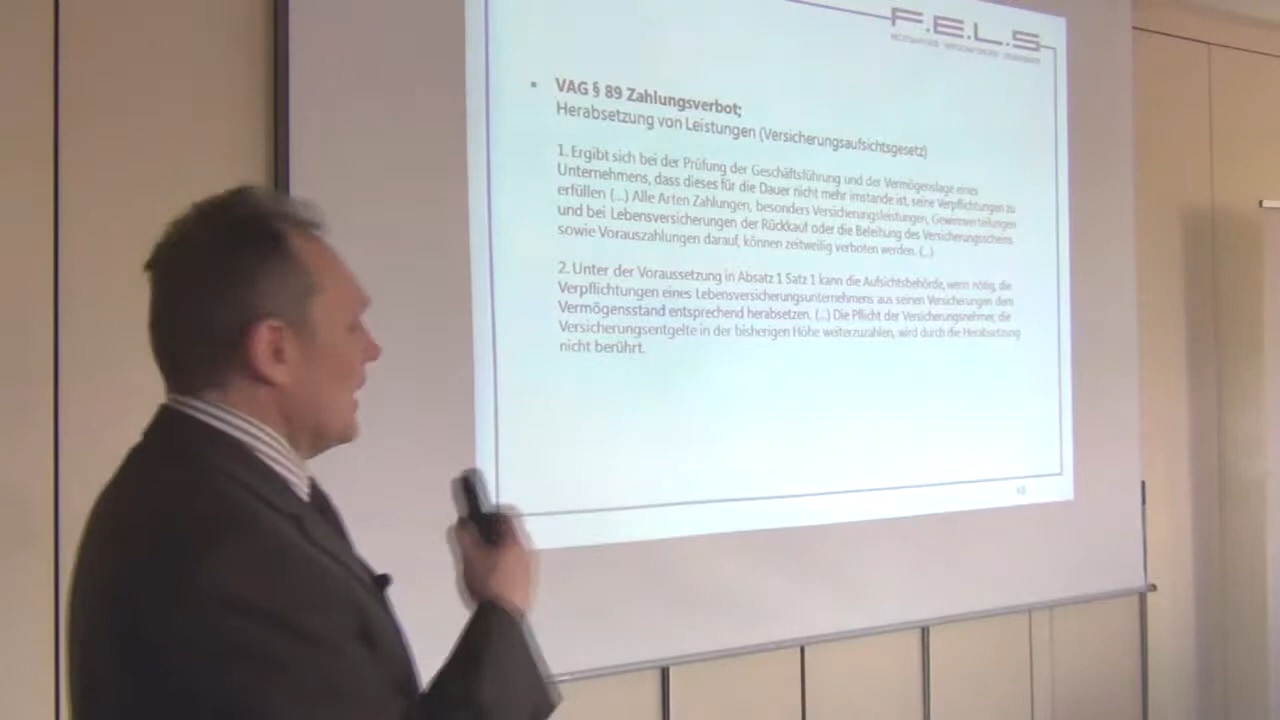 F.E.L.S
VAG § 89 Zahlungsverbot;
Herabsetzung von Leistungen (Versicherungsaufsichtsgesetz)
1. Ergibt sich bei der Prüfung der Geschäftsführung und der Vermögenslage eines
Unternehmens, dass dieses für die Dauer nicht mehr imstande ist, seine Verpflichtungen zu
erfüllen (...) Alle Arten Zahlungen, besonders Versicherungsleistungen, Gewinnverteilungen
und bei Lebensversicherungen der Rückkauf oder die Beleihung des Versicherungsscheins
sowie Vorauszahlungen darauf, können zeitweilig verboten werden. (...)
2. Unter der Voraussetzung in Absatz 1 Satz 1 kann die Aufsichtsbehörde, wenn nötig, die
Verpflichtungen eines Lebensversicherungsunternehmens aus seinen Versicherungen dem
Vermögensstand entsprechend herabsetzen. (...) Die Pflicht der Versicherungsnehmer, die
Versicherungsentgelte in der bisherigen Höhe weiterzuzahlen, wird durch die Herabsetzung
nicht berührt.